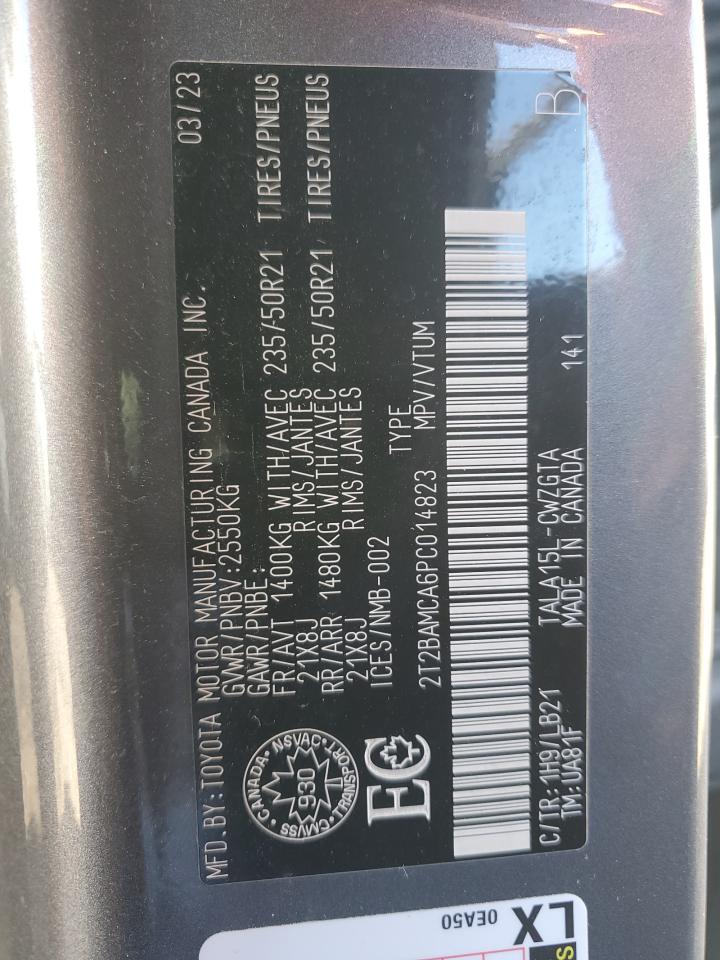 MFD.BY:TOYOTA MOTOR MANUFACTURING CANADA INC. 03/23
GVWR/PNBV:2550KG
GAWR/PNBE:
FR/AVT 1400KG WITH/AVEC 235/50R21 TIRES/PNEUS
21X8J RIMS/JANTES
RR/ARR 1480KG WITH/AVEC 235/50R21 TIRES/PNEUS
21X8J RIMS/JANTES
ICES/NMB-002
TYPE
2T2BAMCA6PC014823 MPV/VTUM
CANADA • NSVAC • TRANSPORT • CMVSS
930
EC
C/TR:1H9/LB21 TALA15L-CWZGTA 141 B
TM:UA81F MADE IN CANADA
LX
0EA50